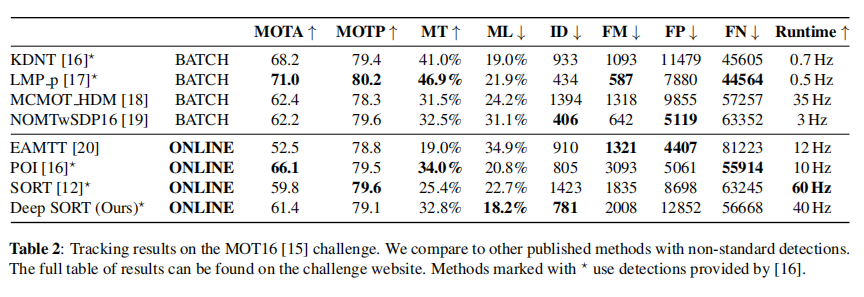 MOTA ↑ MOTP ↑ MT ↑ ML ↓ ID ↓ FM ↓ FP ↓ FN ↓ Runtime ↑
KDNT [16]* BATCH 68.2 79.4 41.0% 19.0% 933 1093 11479 45605 0.7 Hz
LMP_p [17]* BATCH 71.0 80.2 46.9% 21.9% 434 587 7880 44564 0.5 Hz
MCMOT_HDM [18] BATCH 62.4 78.3 31.5% 24.2% 1394 1318 9855 57257 35 Hz
NOMTwSDP16 [19] BATCH 62.2 79.6 32.5% 31.1% 406 642 5119 63352 3 Hz
EAMTT [20] ONLINE 52.5 78.8 19.0% 34.9% 910 1321 4407 81223 12 Hz
POI [16]* ONLINE 66.1 79.5 34.0% 20.8% 805 3093 5061 55914 10 Hz
SORT [12]* ONLINE 59.8 79.6 25.4% 22.7% 1423 1835 8698 63245 60 Hz
Deep SORT (Ours)* ONLINE 61.4 79.1 32.8% 18.2% 781 2008 12852 56668 40 Hz
Table 2: Tracking results on the MOT16 [15] challenge. We compare to other published methods with non-standard detections.
The full table of results can be found on the challenge website. Methods marked with * use detections provided by [16].